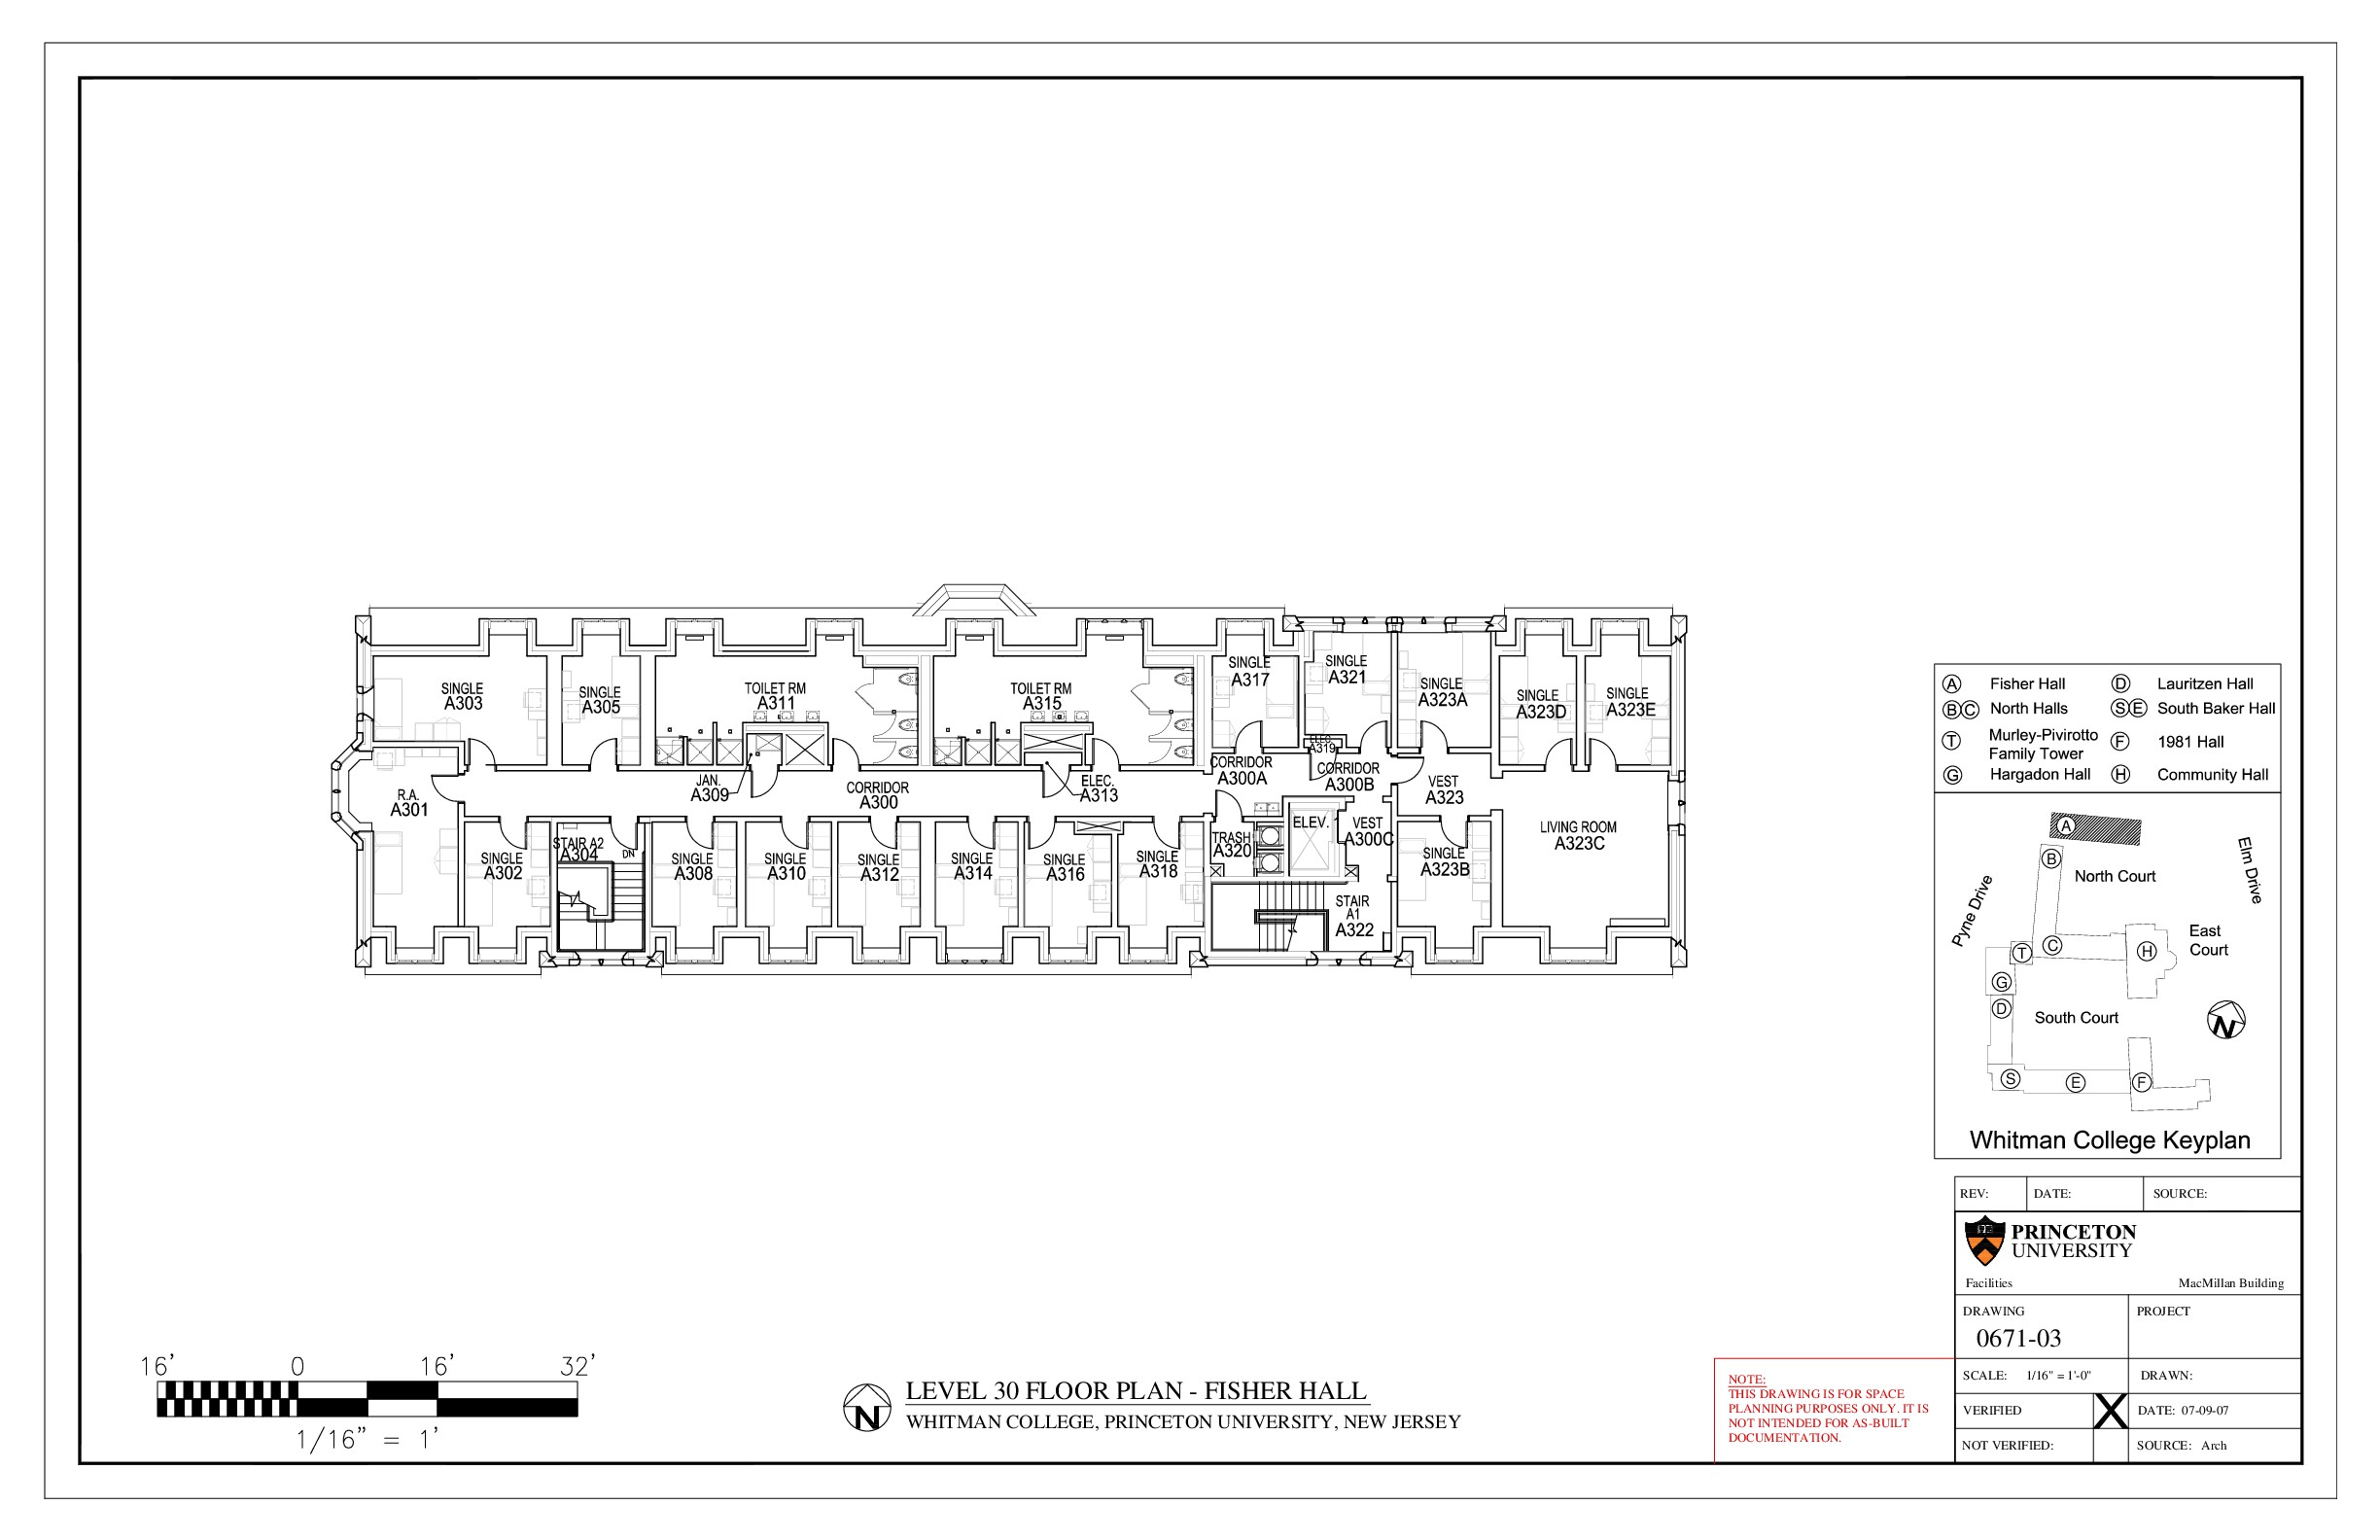 SINGLE
A303
SINGLE
A305
TOILET RM
A311
TOILET RM
A315
SINGLE
A317
SINGLE
A321
SINGLE
A323A
SINGLE
A323D
SINGLE
A323E
ELEC.
A319
R.A.
A301
JAN.
A309
CORRIDOR
A300
ELEC.
A313
CORRIDOR
A300A
CORRIDOR
A300B
VEST
A323
LIVING ROOM
A323C
SINGLE
A302
STAIR A2
A304
DN
SINGLE
A308
SINGLE
A310
SINGLE
A312
SINGLE
A314
SINGLE
A316
SINGLE
A318
TRASH
A320
ELEV.
VEST
A300C
SINGLE
A323B
STAIR
A1
A322
A Fisher Hall
D Lauritzen Hall
B C North Halls
S E South Baker Hall
T Murley-Pivirotto
Family Tower
F 1981 Hall
G Hargadon Hall
H Community Hall
A
B
North Court
Elm Drive
Pyne Drive
East
Court
C
T
H
G
D
South Court
N
S
E
F
Whitman College Keyplan
REV:
DATE:
SOURCE:
PRINCETON
UNIVERSITY
Facilities
MacMillan Building
DRAWING
0671-03
PROJECT
SCALE: 1/16" = 1'-0"
DRAWN:
VERIFIED X
DATE: 07-09-07
NOT VERIFIED:
SOURCE: Arch
NOTE:
THIS DRAWING IS FOR SPACE
PLANNING PURPOSES ONLY. IT IS
NOT INTENDED FOR AS-BUILT
DOCUMENTATION.
16' 0 16' 32'
1/16" = 1'
N
LEVEL 30 FLOOR PLAN - FISHER HALL
WHITMAN COLLEGE, PRINCETON UNIVERSITY, NEW JERSEY